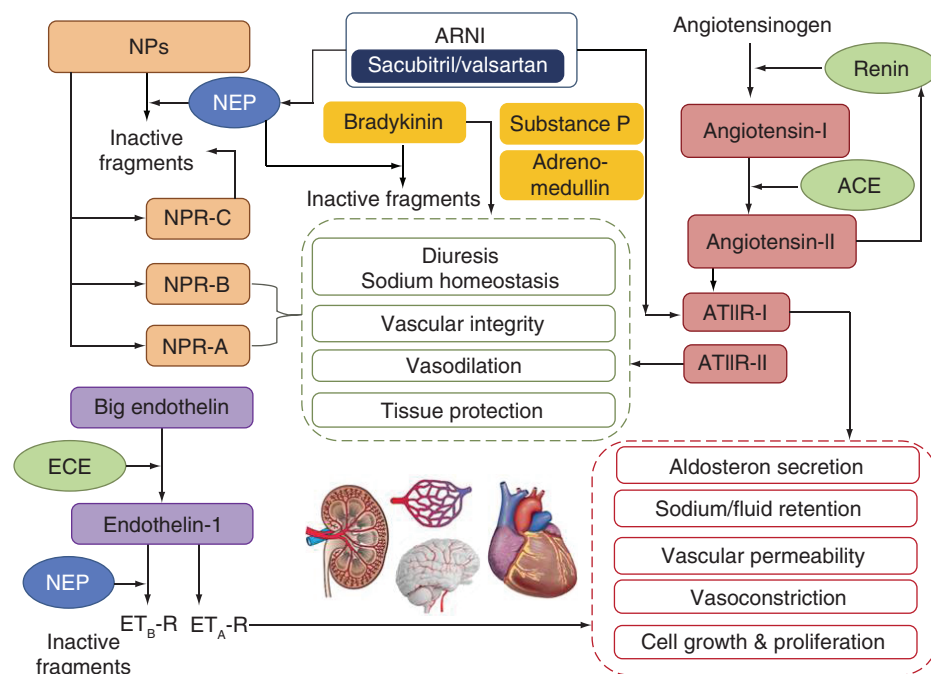 NPs
ARNI
Sacubitril/valsartan
Angiotensinogen
NEP
Renin
Inactive
fragments
Bradykinin
Substance P
Adreno-
medullin
Angiotensin-I
ACE
Inactive fragments
NPR-C
Angiotensin-II
Diuresis
Sodium homeostasis
NPR-B
Vascular integrity
ATIIR-I
NPR-A
Vasodilation
ATIIR-II
Tissue protection
Big endothelin
ECE
Endothelin-1
NEP
Inactive
fragments
ETB-R
ETA-R
Aldosteron secretion
Sodium/fluid retention
Vascular permeability
Vasoconstriction
Cell growth & proliferation